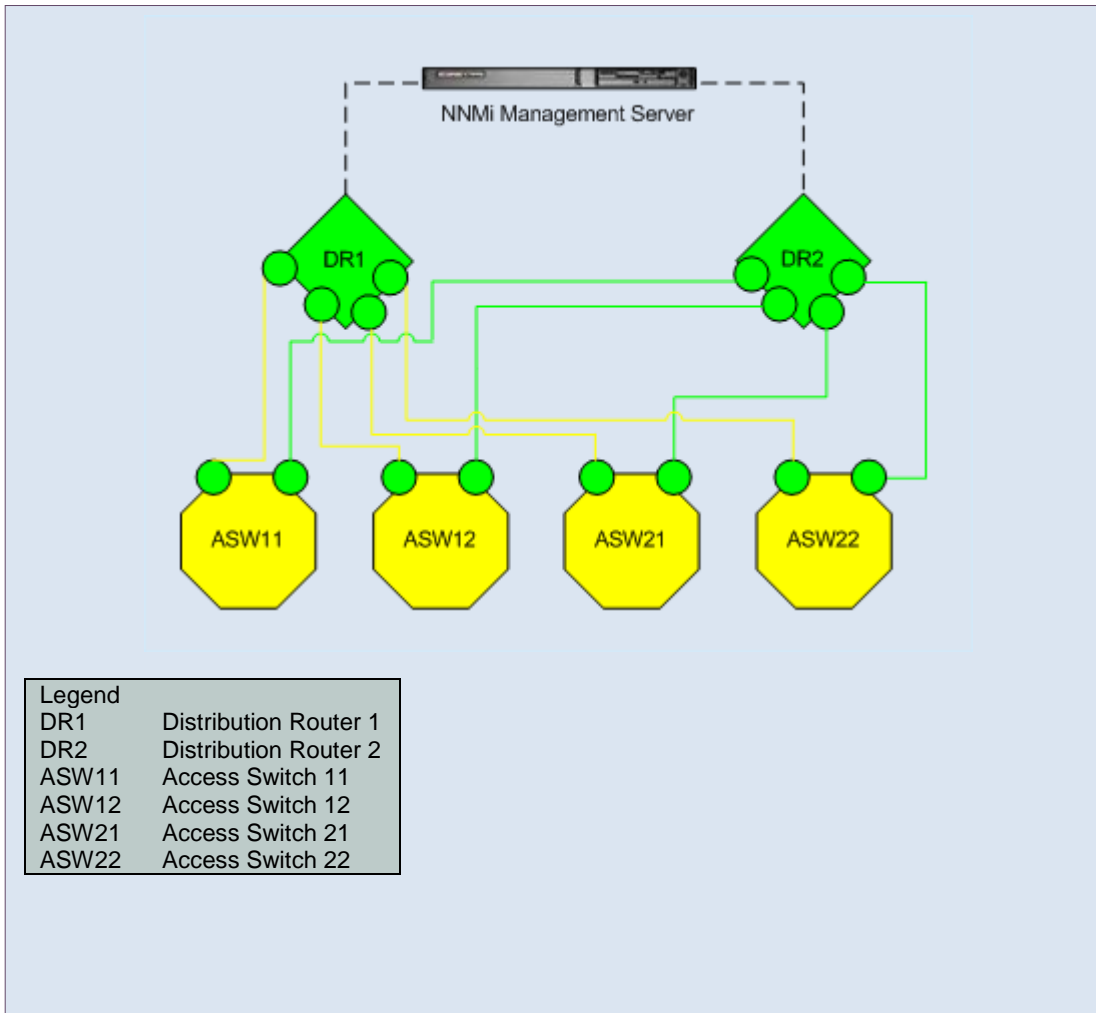 NNMi Management Server
DR1
DR2
ASW11
ASW12
ASW21
ASW22
Legend
DR1 Distribution Router 1
DR2 Distribution Router 2
ASW11 Access Switch 11
ASW12 Access Switch 12
ASW21 Access Switch 21
ASW22 Access Switch 22